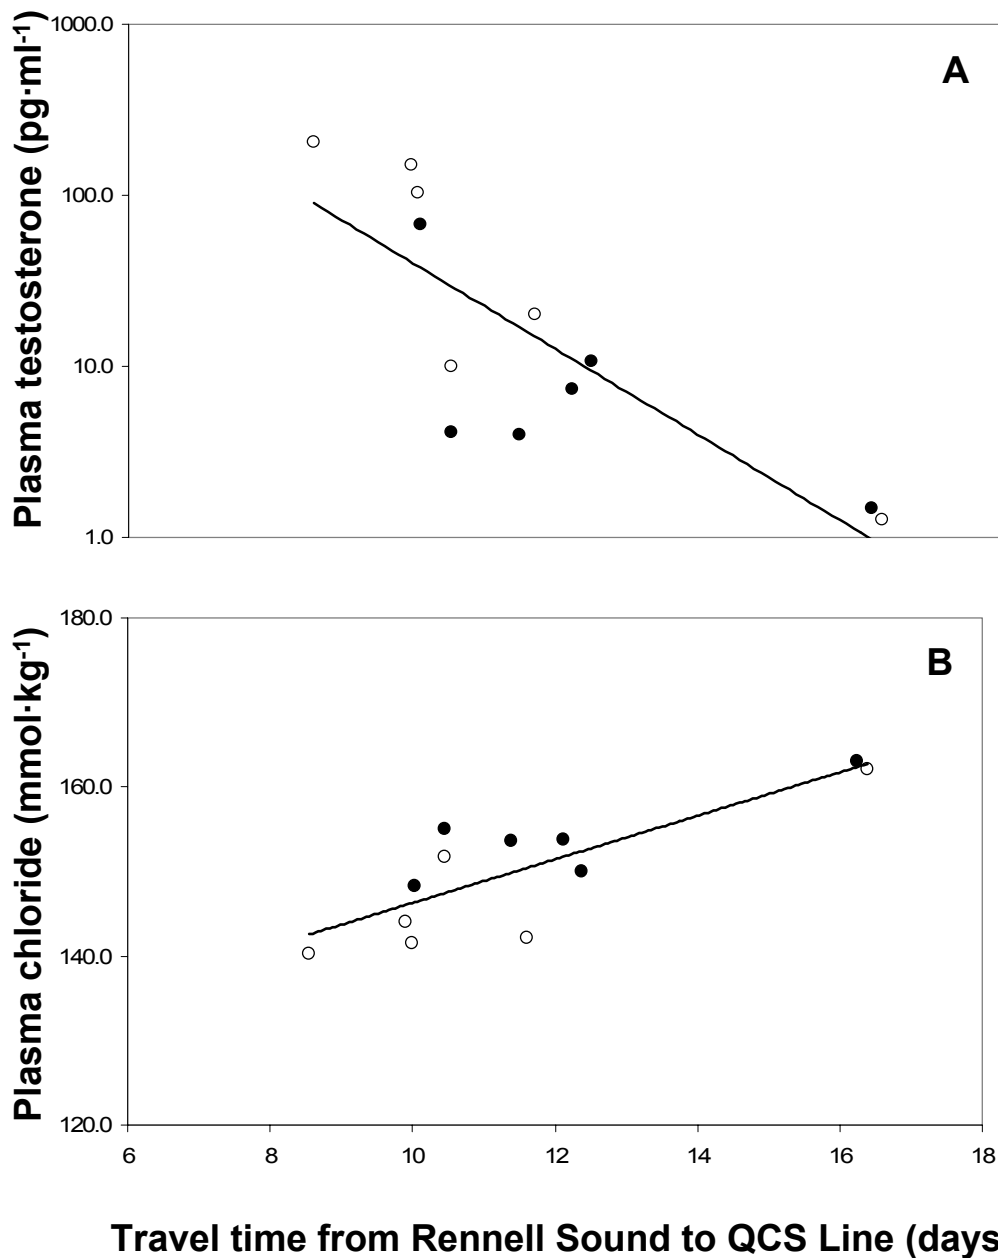 Plasma testosterone (pg·ml-1)
1000.0
100.0
10.0
1.0
A
Plasma chloride (mmol·kg-1)
180.0
160.0
140.0
120.0
B
6 8 10 12 14 16 18
Travel time from Rennell Sound to QCS Line (days